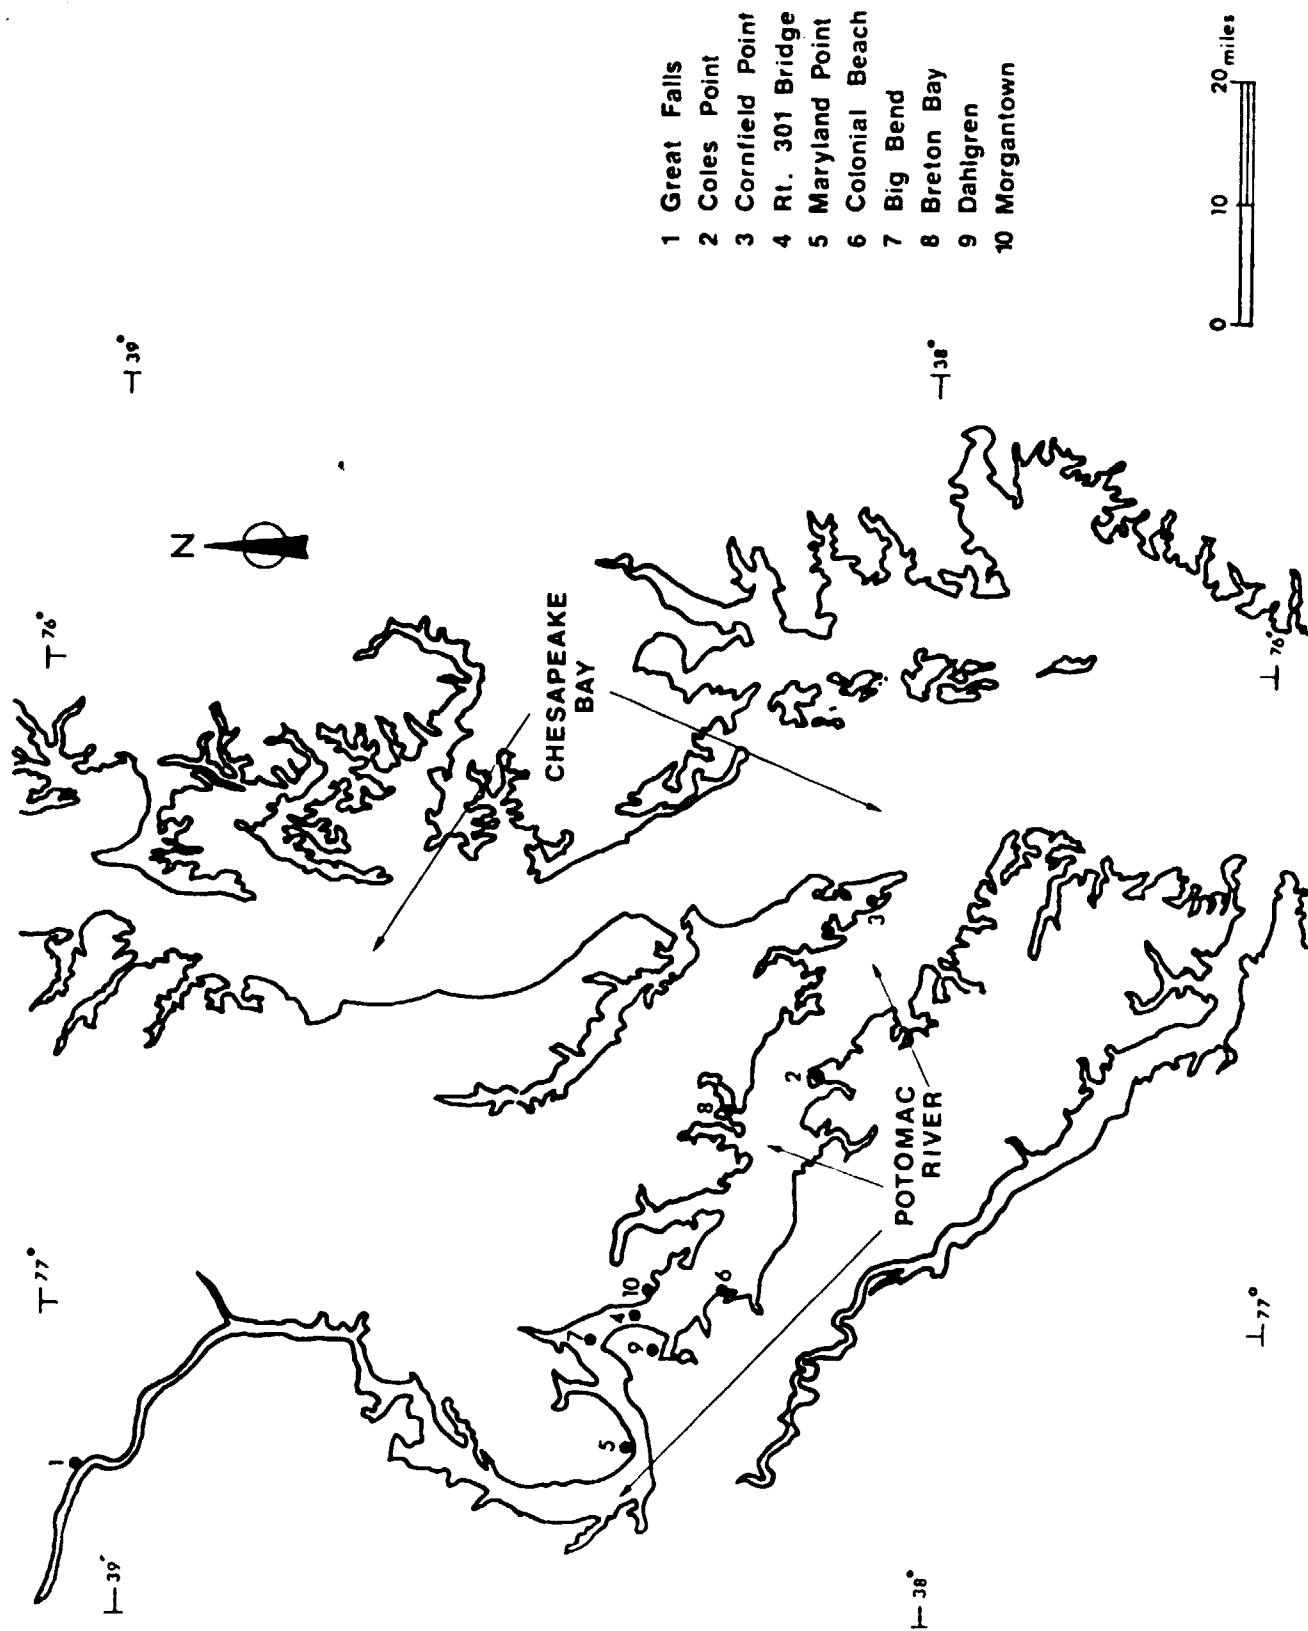 N
77°
76°
39°
39°
CHESAPEAKE
BAY
POTOMAC
RIVER
1
2
3
4
5
6
7
8
9
10
38°
38°
77°
76°
1 Great Falls
2 Coles Point
3 Cornfield Point
4 Rt. 301 Bridge
5 Maryland Point
6 Colonial Beach
7 Big Bend
8 Breton Bay
9 Dahlgren
10 Morgantown
0 10 20 miles